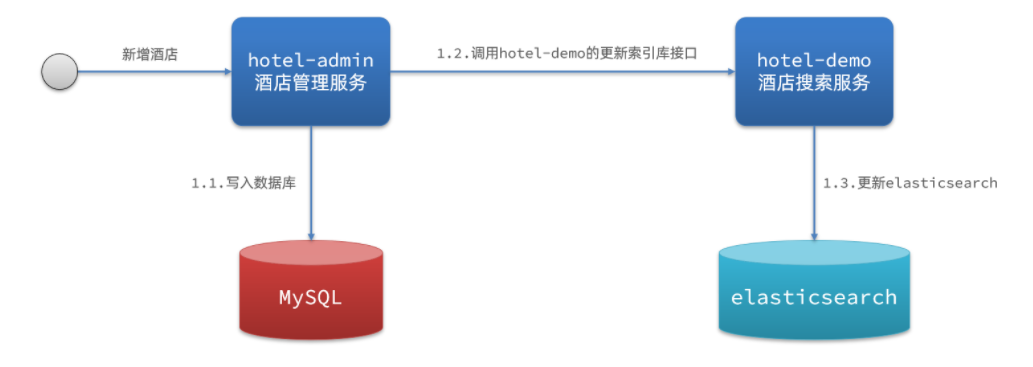 新增酒店
hotel-admin
酒店管理服务
1.2.调用hotel-demo的更新索引库接口
hotel-demo
酒店搜索服务
1.1.写入数据库
1.3.更新elasticsearch
MySQL
elasticsearch